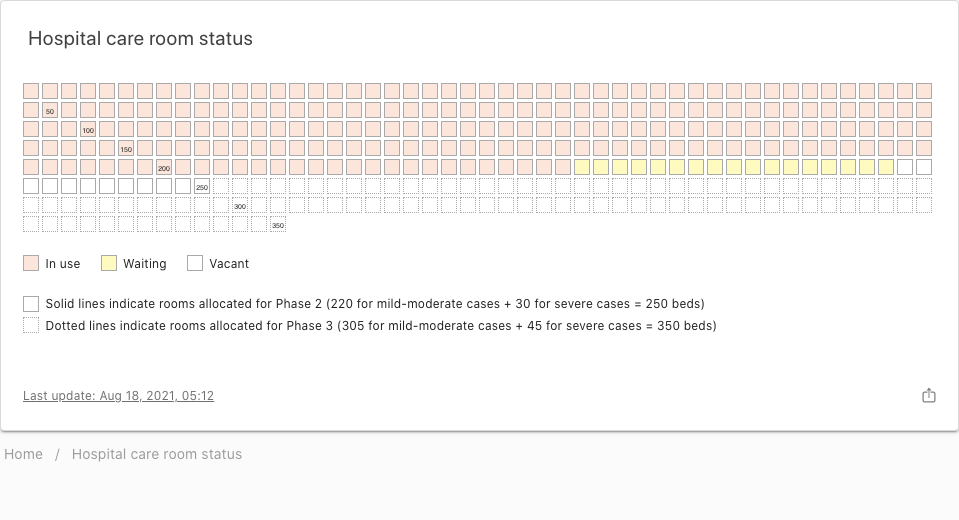 Hospital care room status
50
100
150
200
250
300
350
In use Waiting Vacant
Solid lines indicate rooms allocated for Phase 2 (220 for mild-moderate cases + 30 for severe cases = 250 beds)
Dotted lines indicate rooms allocated for Phase 3 (305 for mild-moderate cases + 45 for severe cases = 350 beds)
Last update: Aug 18, 2021, 05:12
Home / Hospital care room status